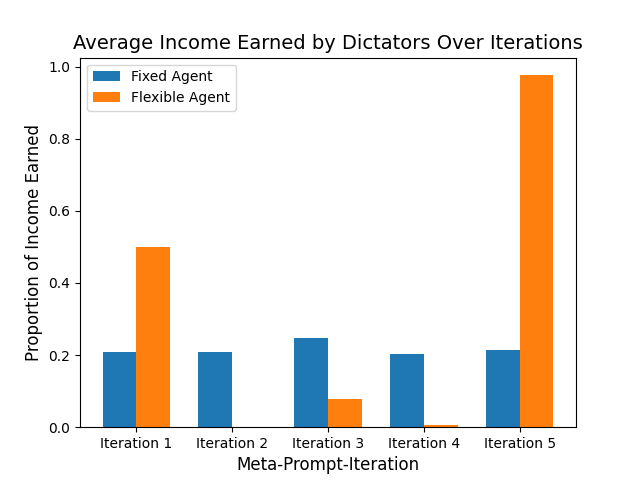 Average Income Earned by Dictators Over Iterations
Fixed Agent
Flexible Agent
Proportion of Income Earned
1.0
0.8
0.6
0.4
0.2
0.0
Iteration 1
Iteration 2
Iteration 3
Iteration 4
Iteration 5
Meta-Prompt-Iteration